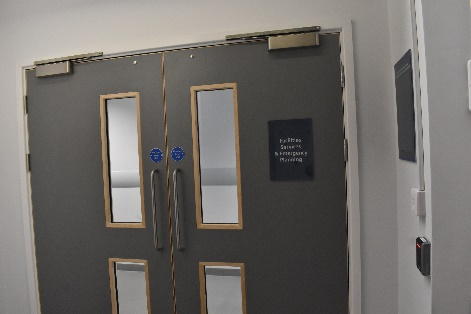 Facilities
Services
& Emergency
Planning